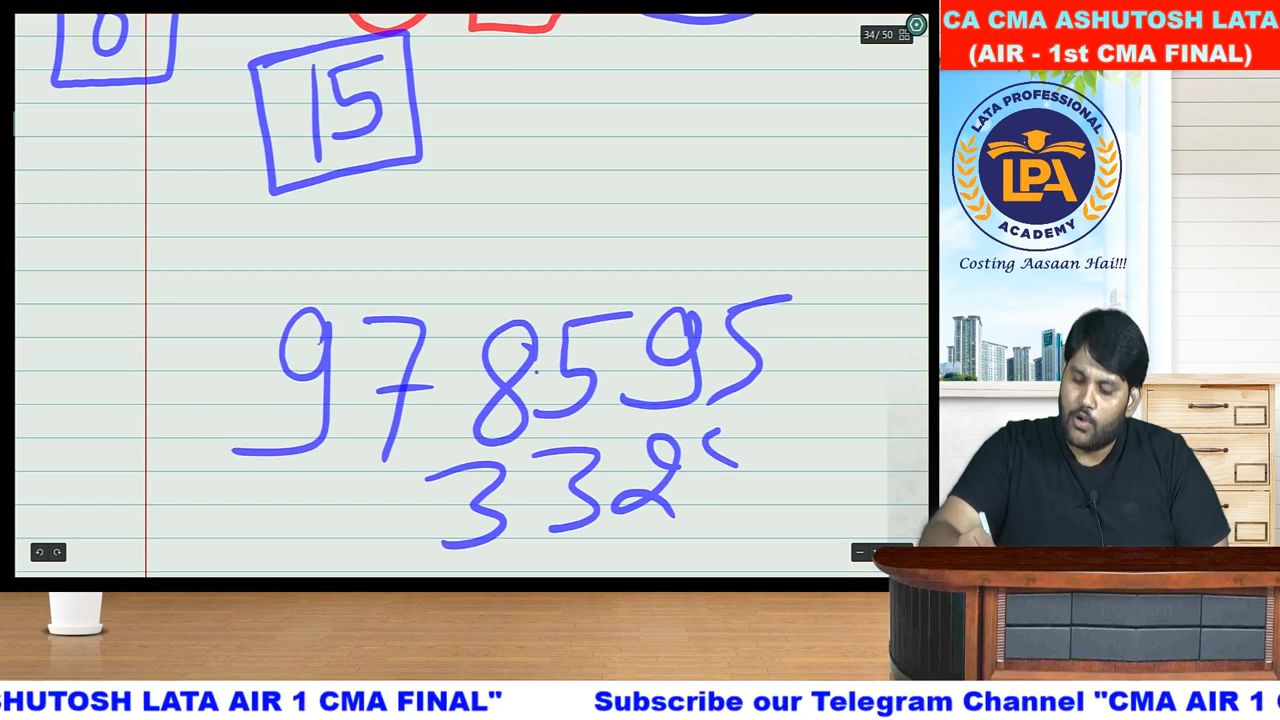 15
34/ 50
978595
332
CA CMA ASHUTOSH LATA
(AIR - 1st CMA FINAL)
LATA PROFESSIONAL
LPA
ACADEMY
Costing Aasaan Hai!!!
SHUTOSH LATA AIR 1 CMA FINAL" Subscribe our Telegram Channel "CMA AIR 1